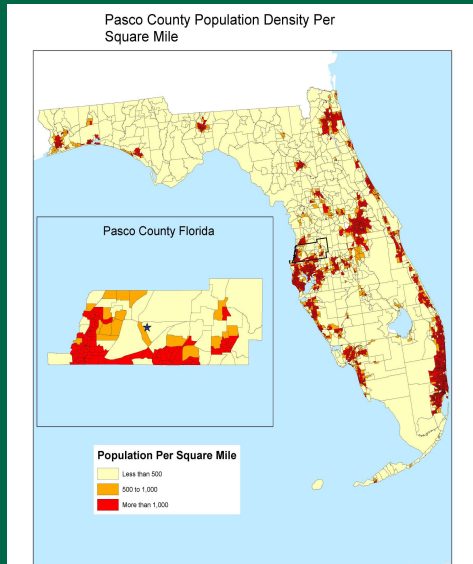 Pasco County Population Density Per
Square Mile
Pasco County Florida
Population Per Square Mile
Less than 500
500 to 1,000
More than 1,000